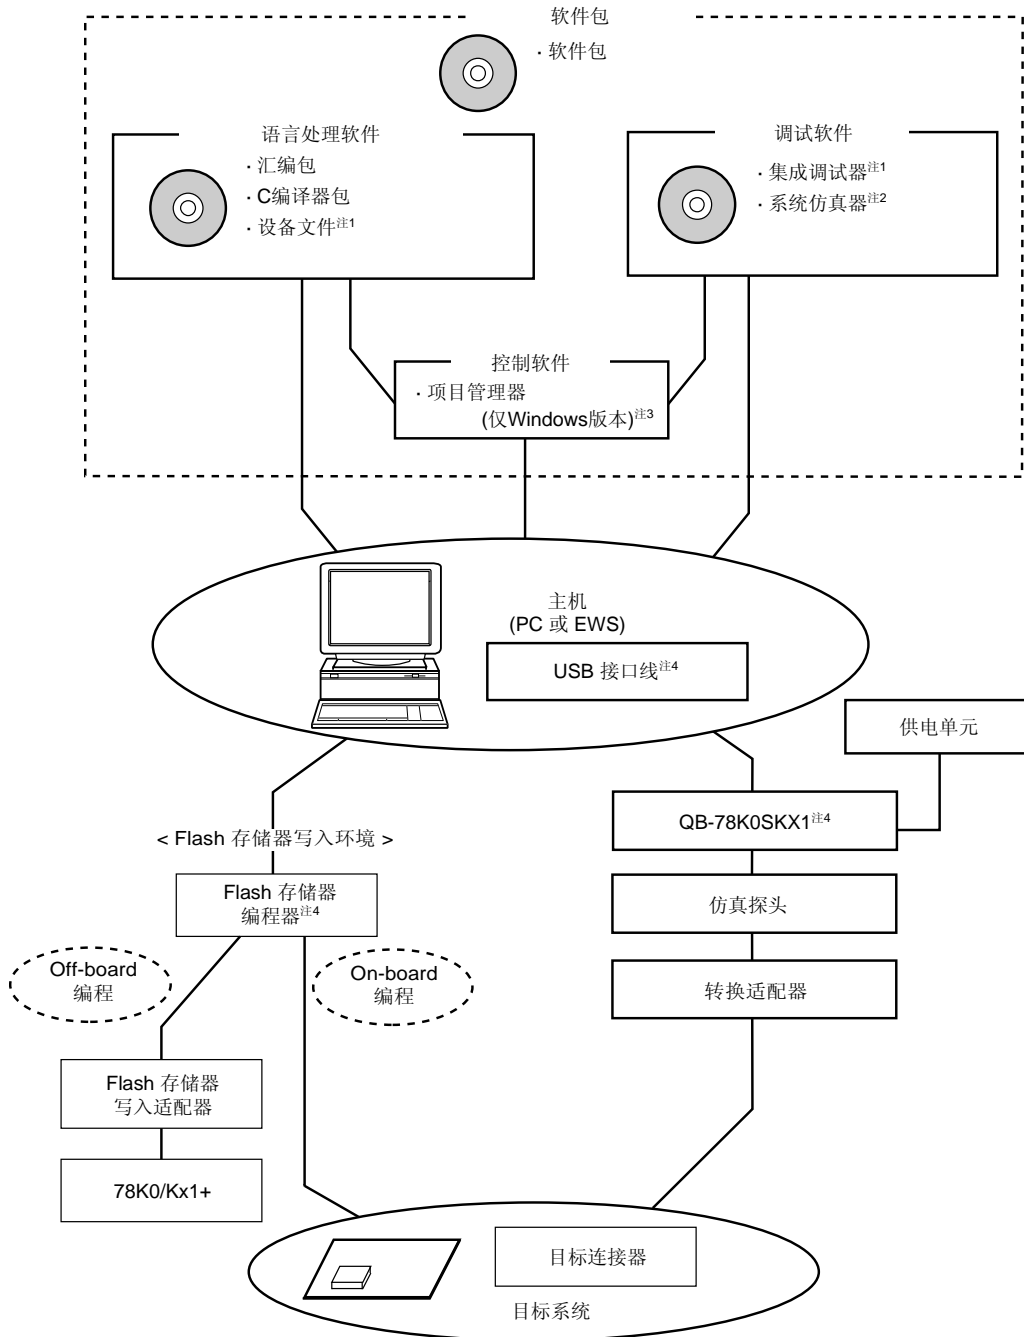 软件包
· 软件包
语言处理软件
· 汇编包
· C编译器包
· 设备文件注1
调试软件
· 集成调试器注1
· 系统仿真器注2
控制软件
· 项目管理器
(仅Windows版本)注3
主机
(PC 或 EWS)
USB 接口线注4
供电单元
QB-78K0SKX1注4
< Flash 存储器写入环境 >
Flash 存储器
编程器注4
仿真探头
Off-board
编程
On-board
编程
转换适配器
Flash 存储器
写入适配器
78K0/Kx1+
目标连接器
目标系统